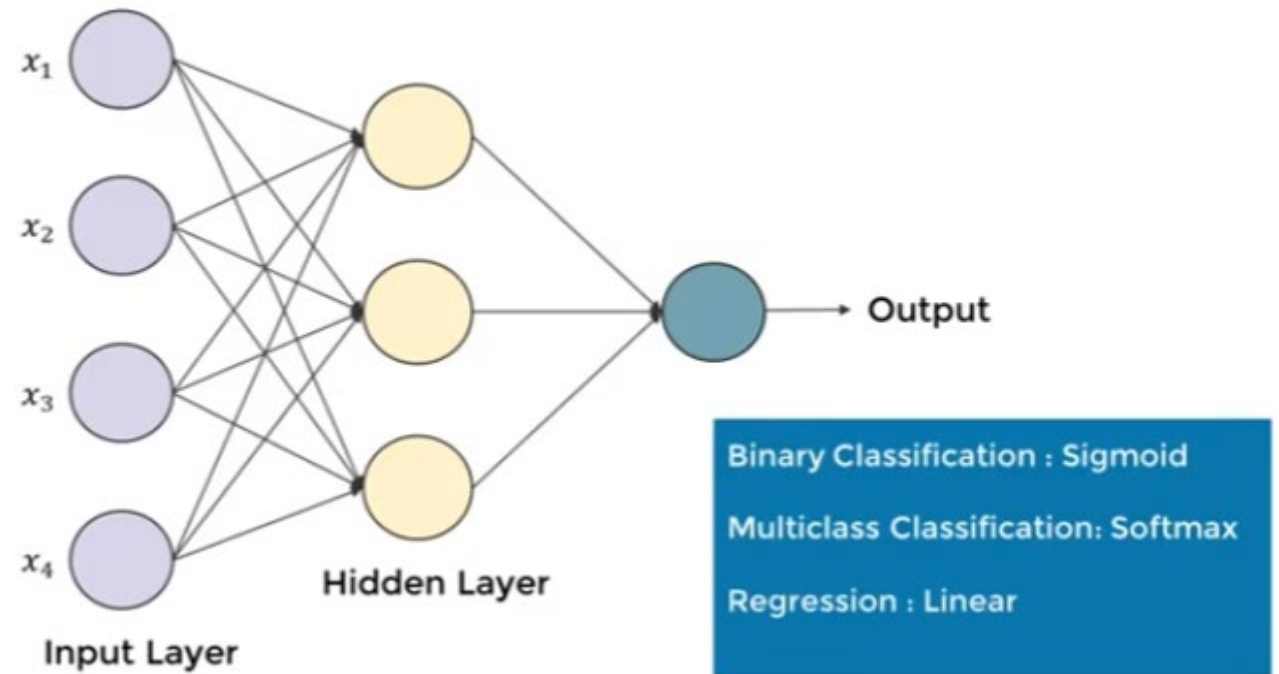 x₁
x₂
x₃
x₄
Input Layer
Hidden Layer
Output
Binary Classification : Sigmoid
Multiclass Classification: Softmax
Regression : Linear